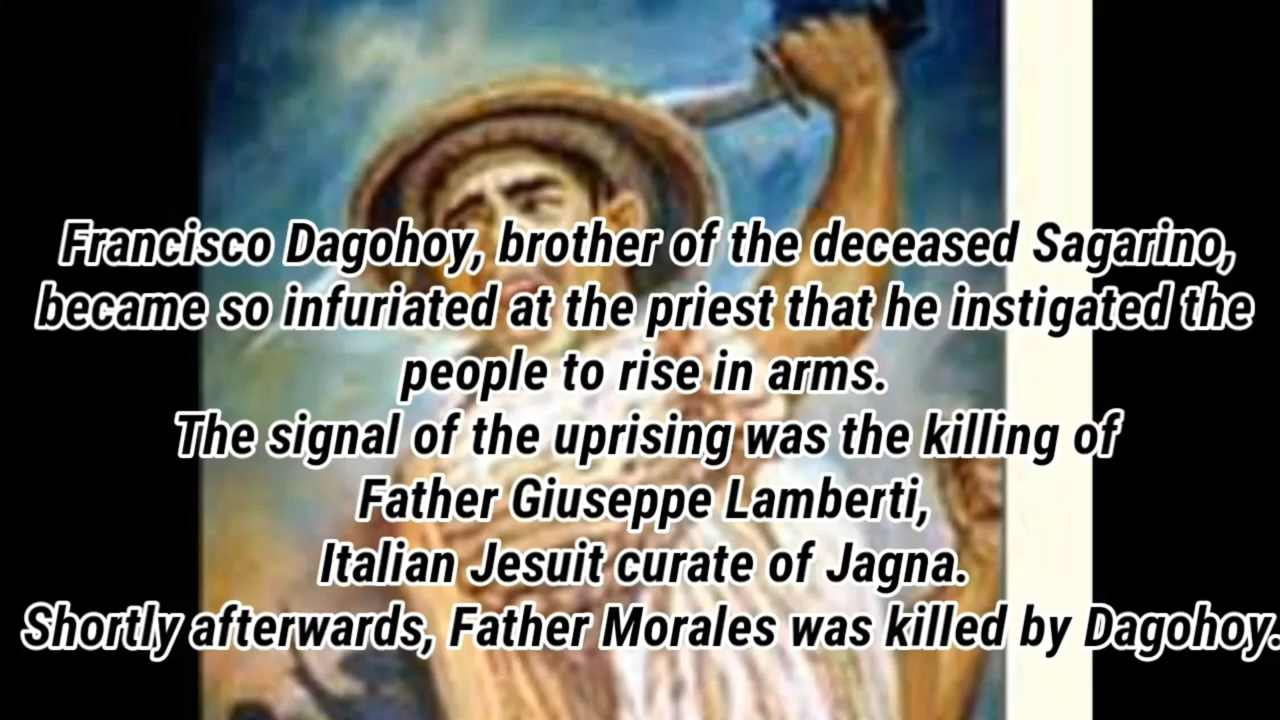 Francisco Dagohoy, brother of the deceased Sagarino,
became so infuriated at the priest that he instigated the
people to rise in arms.
The signal of the uprising was the killing of
Father Giuseppe Lamberti,
Italian Jesuit curate of Jagna.
Shortly afterwards, Father Morales was killed by Dagohoy.